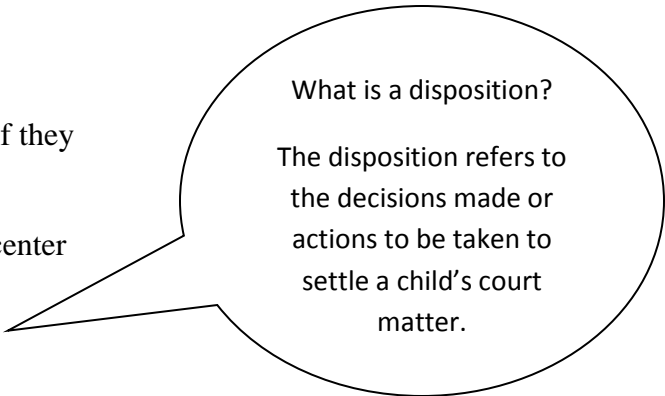 What is a disposition?
f they
The disposition refers to
the decisions made or
center
actions to be taken to
settle a child’s court
matter.